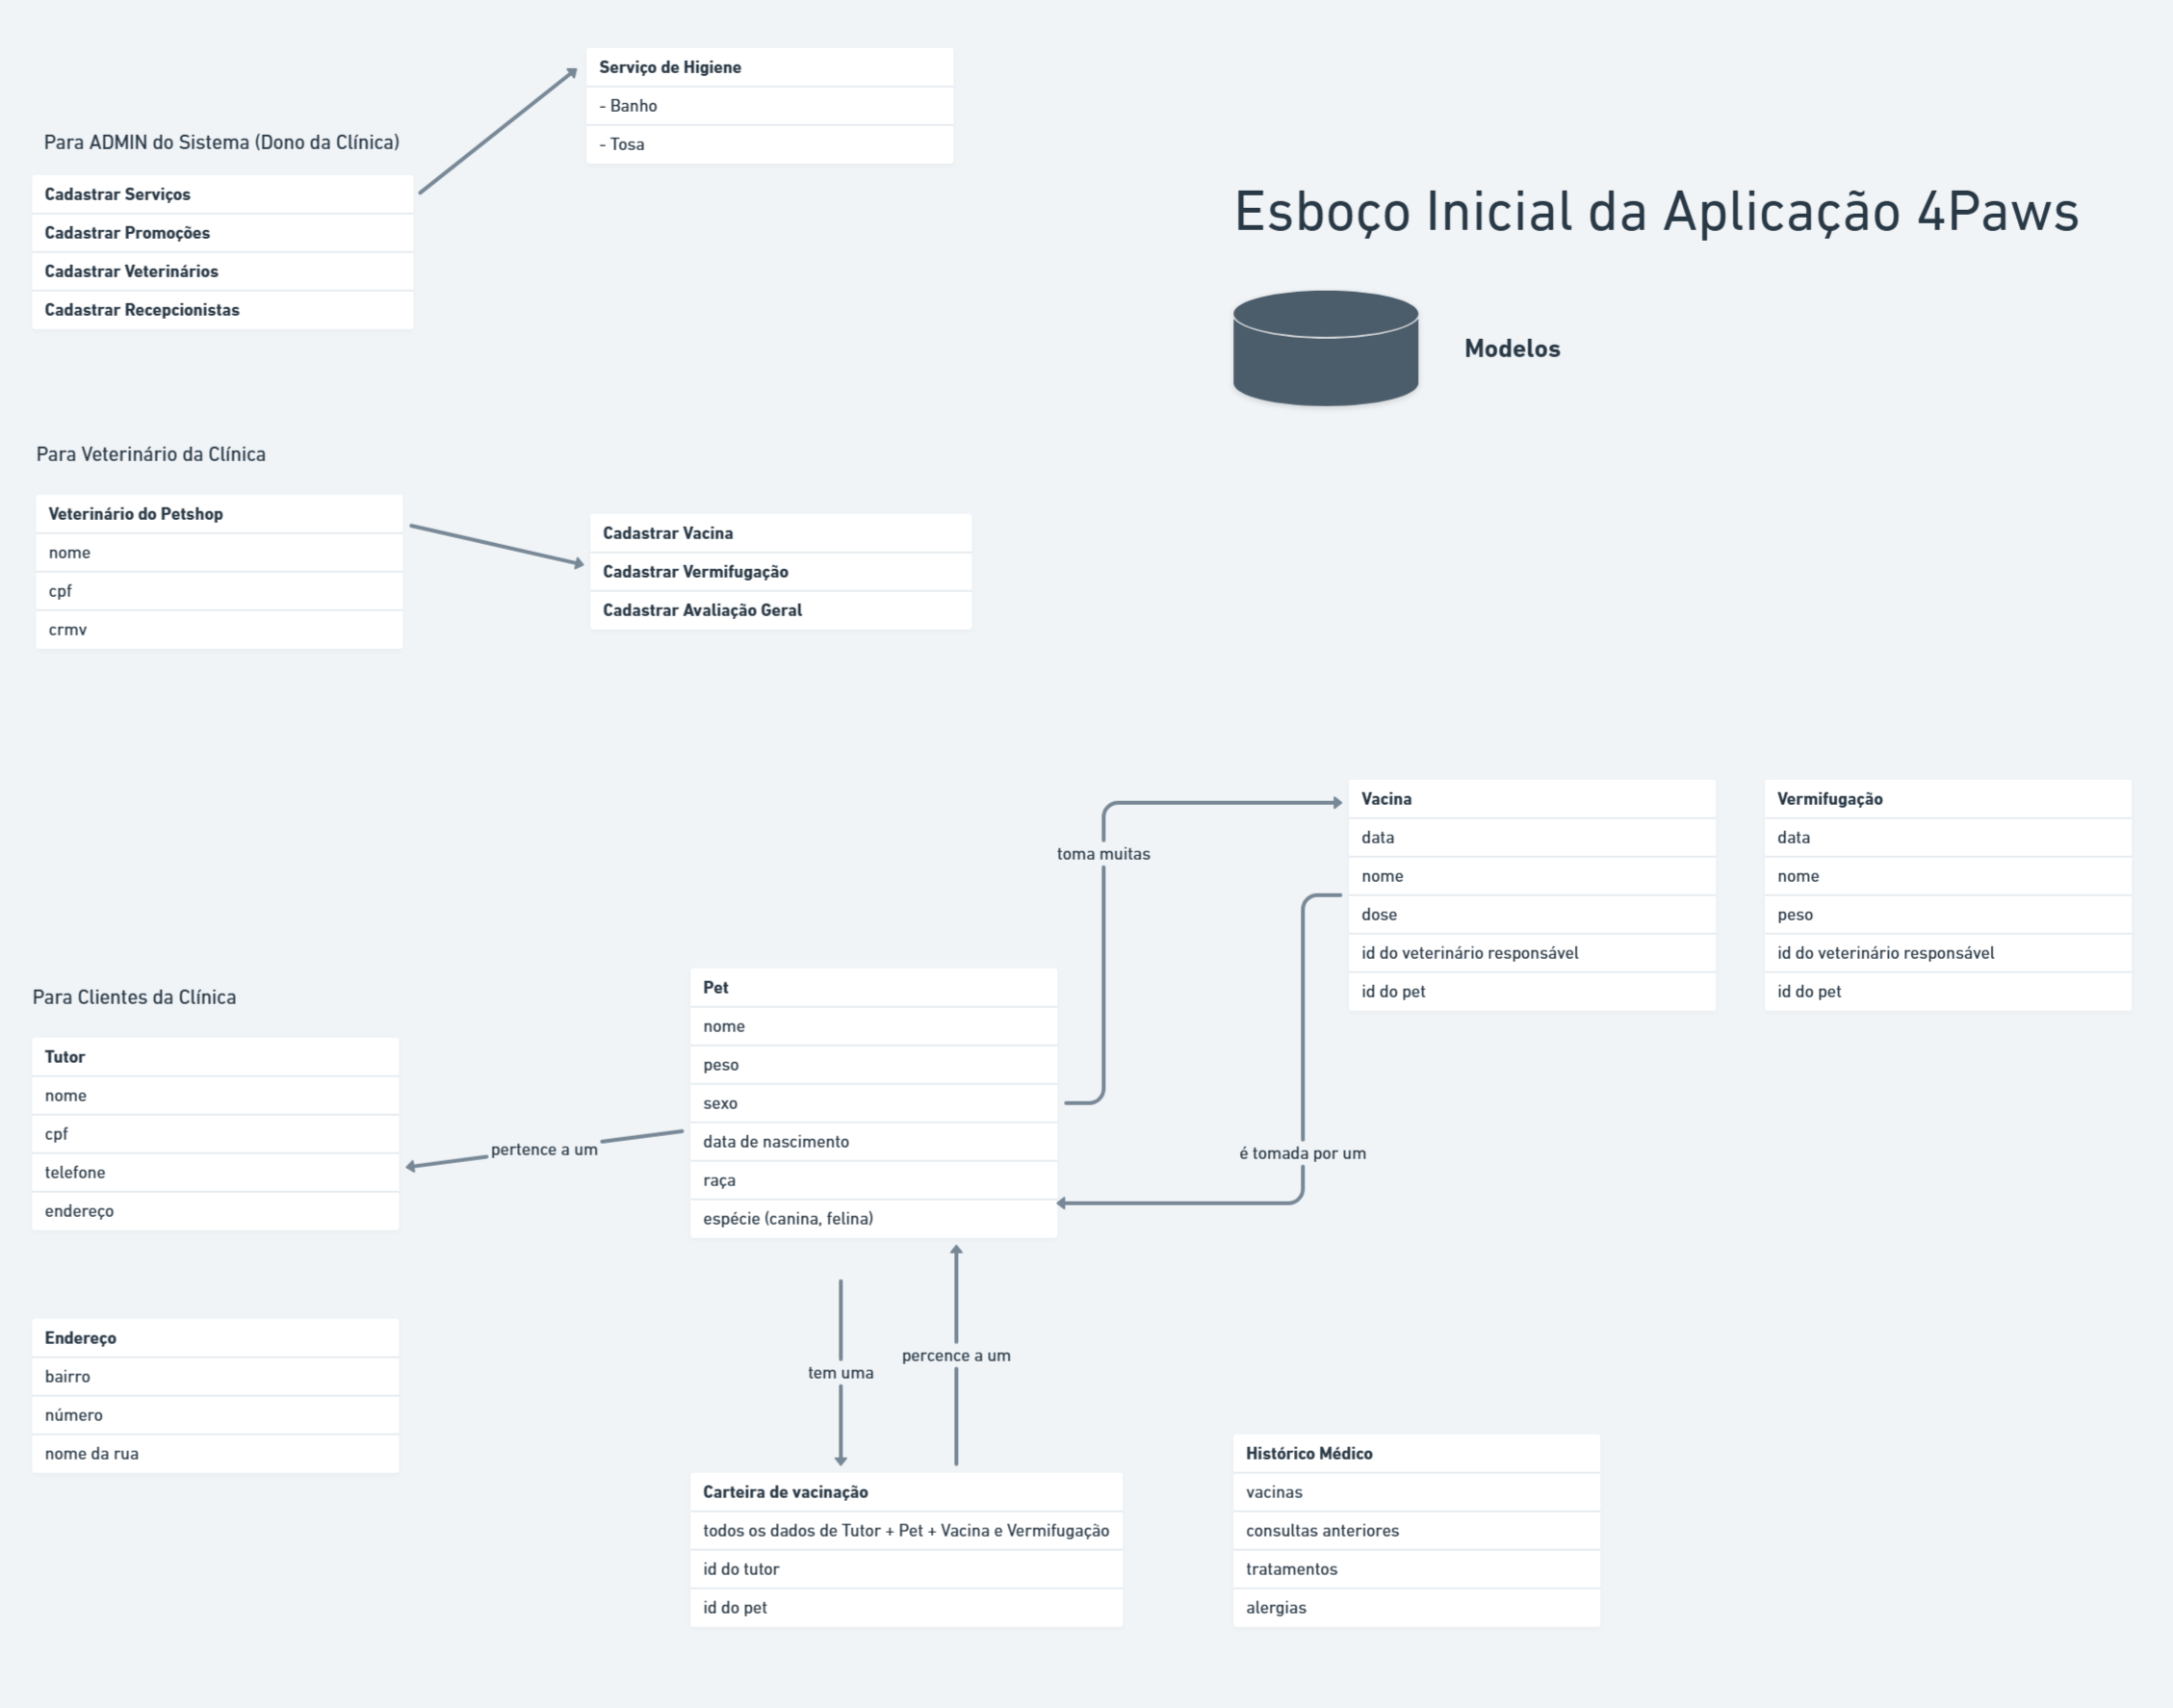 Serviço de Higiene
- Banho
- Tosa
Para ADMIN do Sistema (Dono da Clínica)
Cadastrar Serviços
Cadastrar Promoções
Cadastrar Veterinários
Cadastrar Recepcionistas
Esboço Inicial da Aplicação 4Paws
Modelos
Para Veterinário da Clínica
Veterinário do Petshop
nome
cpf
crmv
Cadastrar Vacina
Cadastrar Vermifugação
Cadastrar Avaliação Geral
Vacina
data
nome
dose
id do veterinário responsável
id do pet
Vermifugação
data
nome
peso
id do veterinário responsável
id do pet
toma muitas
é tomada por um
Pet
nome
peso
sexo
data de nascimento
raça
espécie (canina, felina)
Para Clientes da Clínica
Tutor
nome
cpf
telefone
endereço
pertence a um
Endereço
bairro
número
nome da rua
tem uma
percence a um
Carteira de vacinação
todos os dados de Tutor + Pet + Vacina e Vermifugação
id do tutor
id do pet
Histórico Médico
vacinas
consultas anteriores
tratamentos
alergias